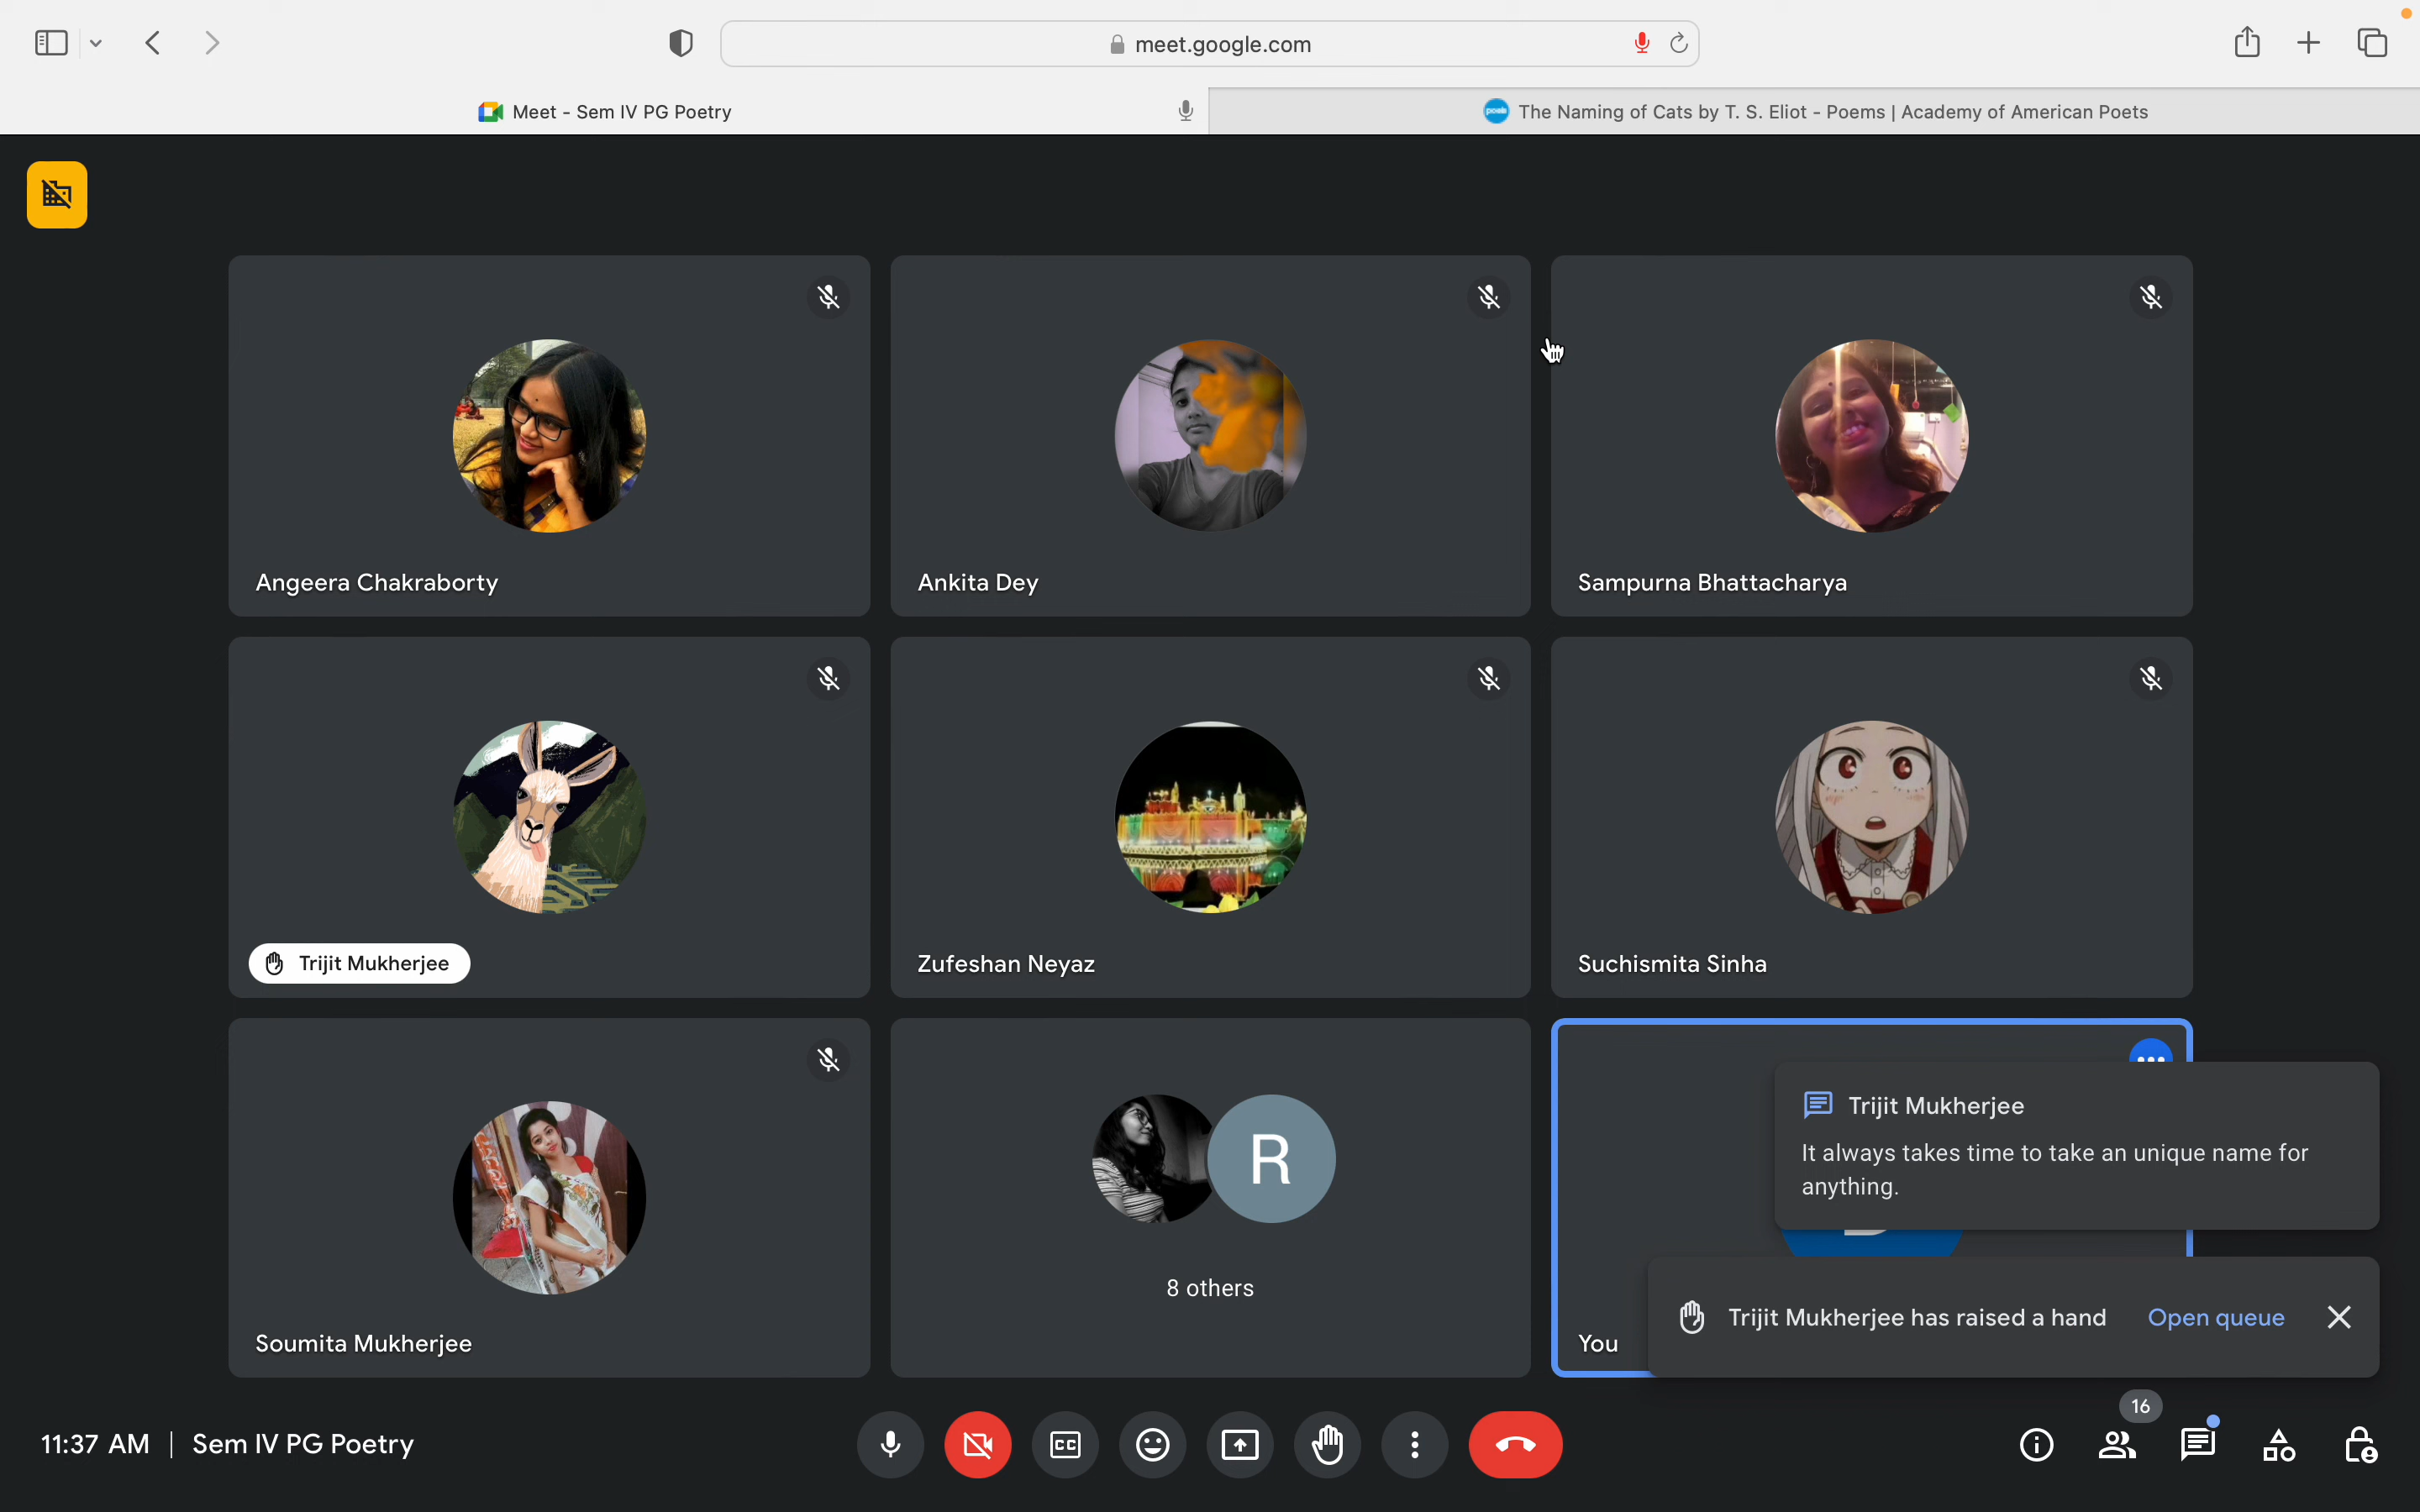 meet.google.com
Meet - Sem IV PG Poetry
poets
The Naming of Cats by T. S. Eliot - Poems | Academy of American Poets
Angeera Chakraborty
Ankita Dey
Sampurna Bhattacharya
Trijit Mukherjee
Zufeshan Neyaz
Suchismita Sinha
Soumita Mukherjee
R
8 others
You
Trijit Mukherjee
It always takes time to take an unique name for
anything.
Trijit Mukherjee has raised a hand Open queue
11:37 AM | Sem IV PG Poetry
CC
16